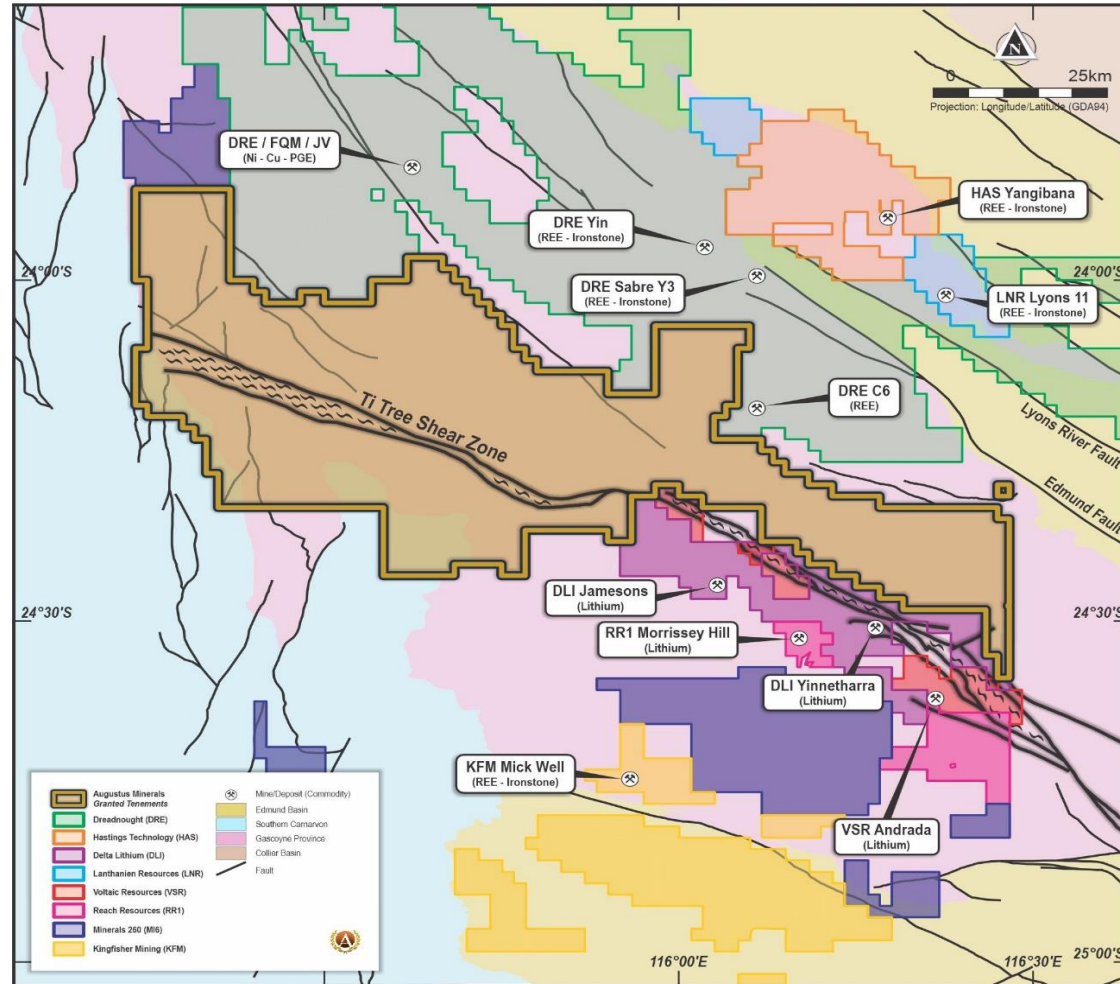 N
0 25km
Projection: Longitude/Latitude (GDA94)
DRE / FQM / JV
(Ni - Cu - PGE)
HAS Yangibana
(REE - Ironstone)
DRE Yin
(REE - Ironstone)
24°00'S
24°00'S
DRE Sabre Y3
(REE - Ironstone)
LNR Lyons 11
(REE - Ironstone)
DRE C6
(REE)
Ti Tree Shear Zone
Lyons River Fault
Edmund Fault
DLI Jamesons
(Lithium)
24°30'S
24°30'S
RR1 Morrissey Hill
(Lithium)
DLI Yinnetharra
(Lithium)
KFM Mick Well
(REE - Ironstone)
VSR Andrada
(Lithium)
Augustus Minerals
Granted Tenements
Dreadnought (DRE)
Hastings Technology (HAS)
Delta Lithium (DLI)
Lanthanien Resources (LNR)
Voltaic Resources (VSR)
Reach Resources (RR1)
Minerals 260 (MI6)
Kingfisher Mining (KFM)
Mine/Deposit (Commodity)
Edmund Basin
Southern Carnarvon
Gascoyne Province
Collier Basin
Fault
A
116°00'E
116°30'E
25°00'S